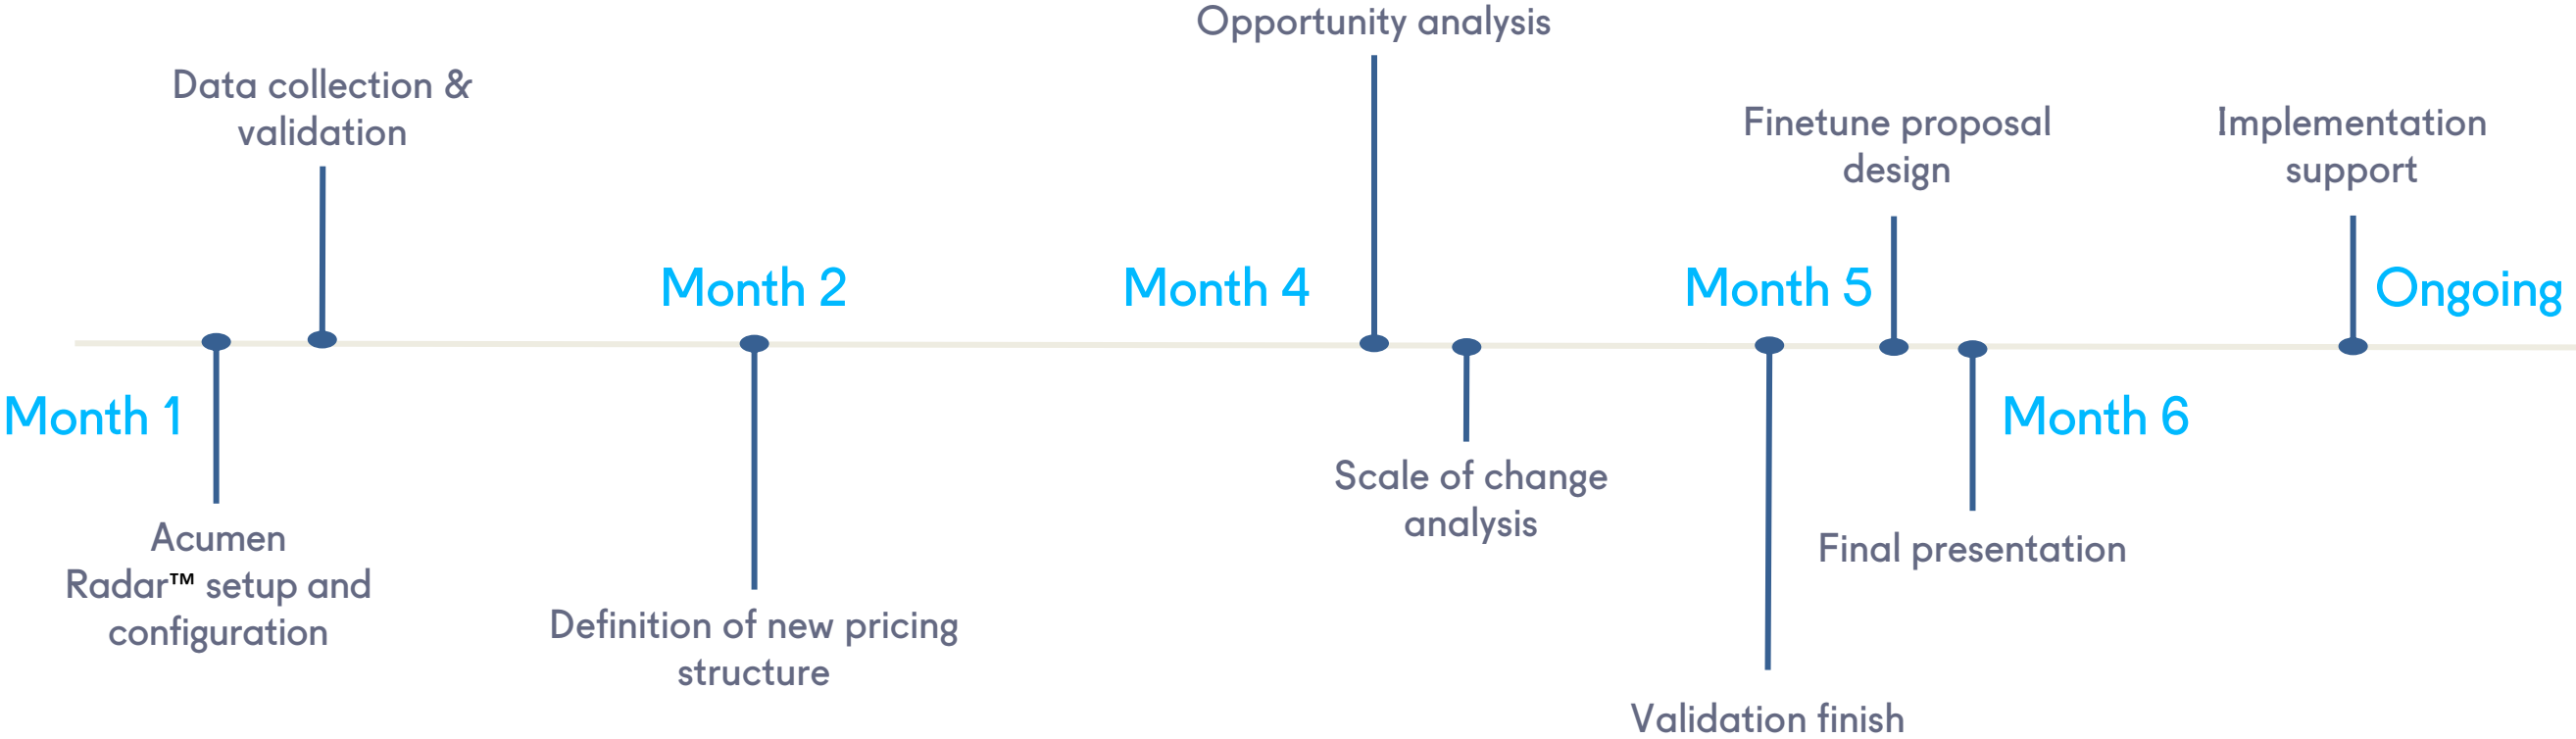 Month 1
Acumen
Radar™ setup and
configuration
Data collection &
validation
Month 2
Definition of new pricing
structure
Month 4
Opportunity analysis
Scale of change
analysis
Month 5
Validation finish
Finetune proposal
design
Month 6
Final presentation
Implementation
support
Ongoing